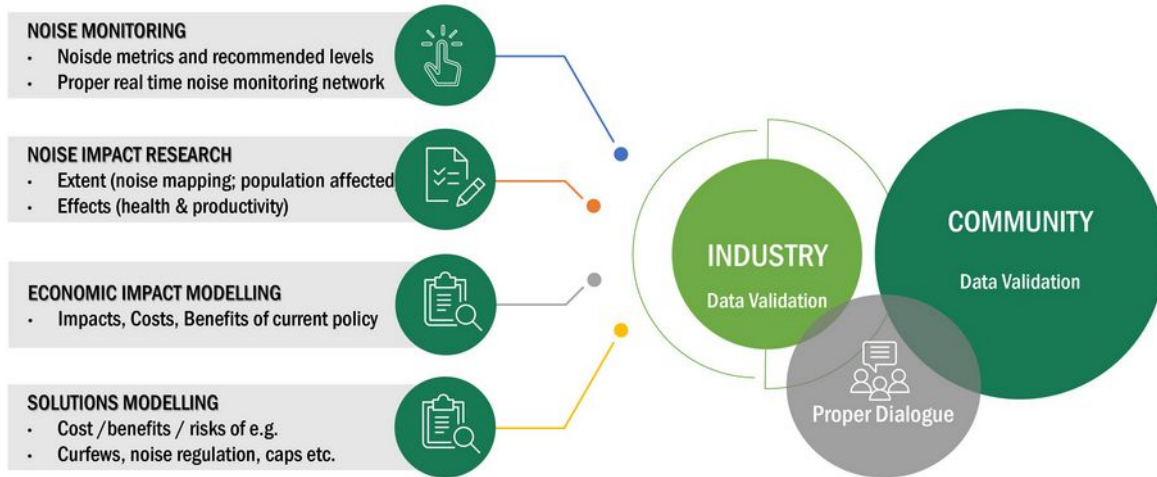 NOISE MONITORING
• Noisde metrics and recommended levels
• Proper real time noise monitoring network
NOISE IMPACT RESEARCH
• Extent (noise mapping; population affected
• Effects (health & productivity)
ECONOMIC IMPACT MODELLING
• Impacts, Costs, Benefits of current policy
SOLUTIONS MODELLING
• Cost /benefits / risks of e.g.
• Curfews, noise regulation, caps etc.
INDUSTRY
Data Validation
COMMUNITY
Data Validation
Proper Dialogue